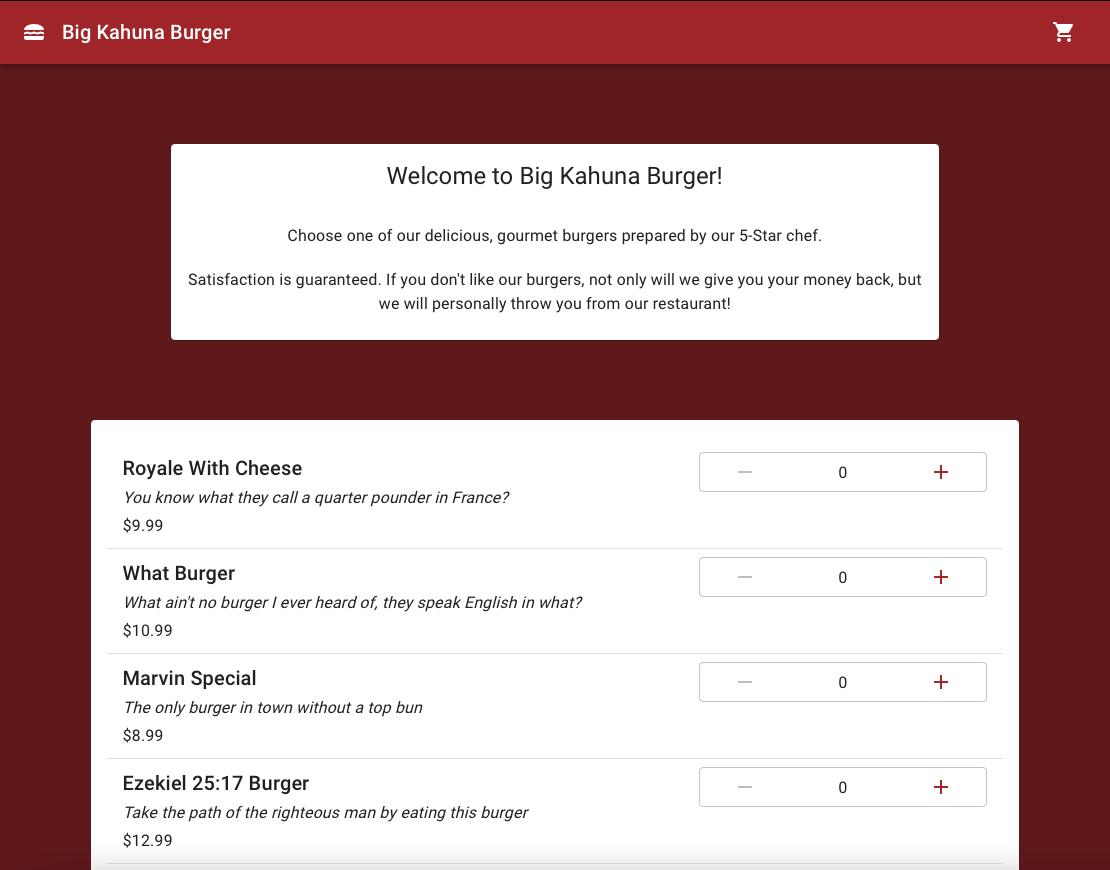 Big Kahuna Burger
Welcome to Big Kahuna Burger!
Choose one of our delicious, gourmet burgers prepared by our 5-Star chef.
Satisfaction is guaranteed. If you don't like our burgers, not only will we give you your money back, but
we will personally throw you from our restaurant!
Royale With Cheese
0
You know what they call a quarter pounder in France?
$9.99
What Burger
0
What ain't no burger I ever heard of, they speak English in what?
$10.99
Marvin Special
0
The only burger in town without a top bun
$8.99
Ezekiel 25:17 Burger
0
Take the path of the righteous man by eating this burger
$12.99